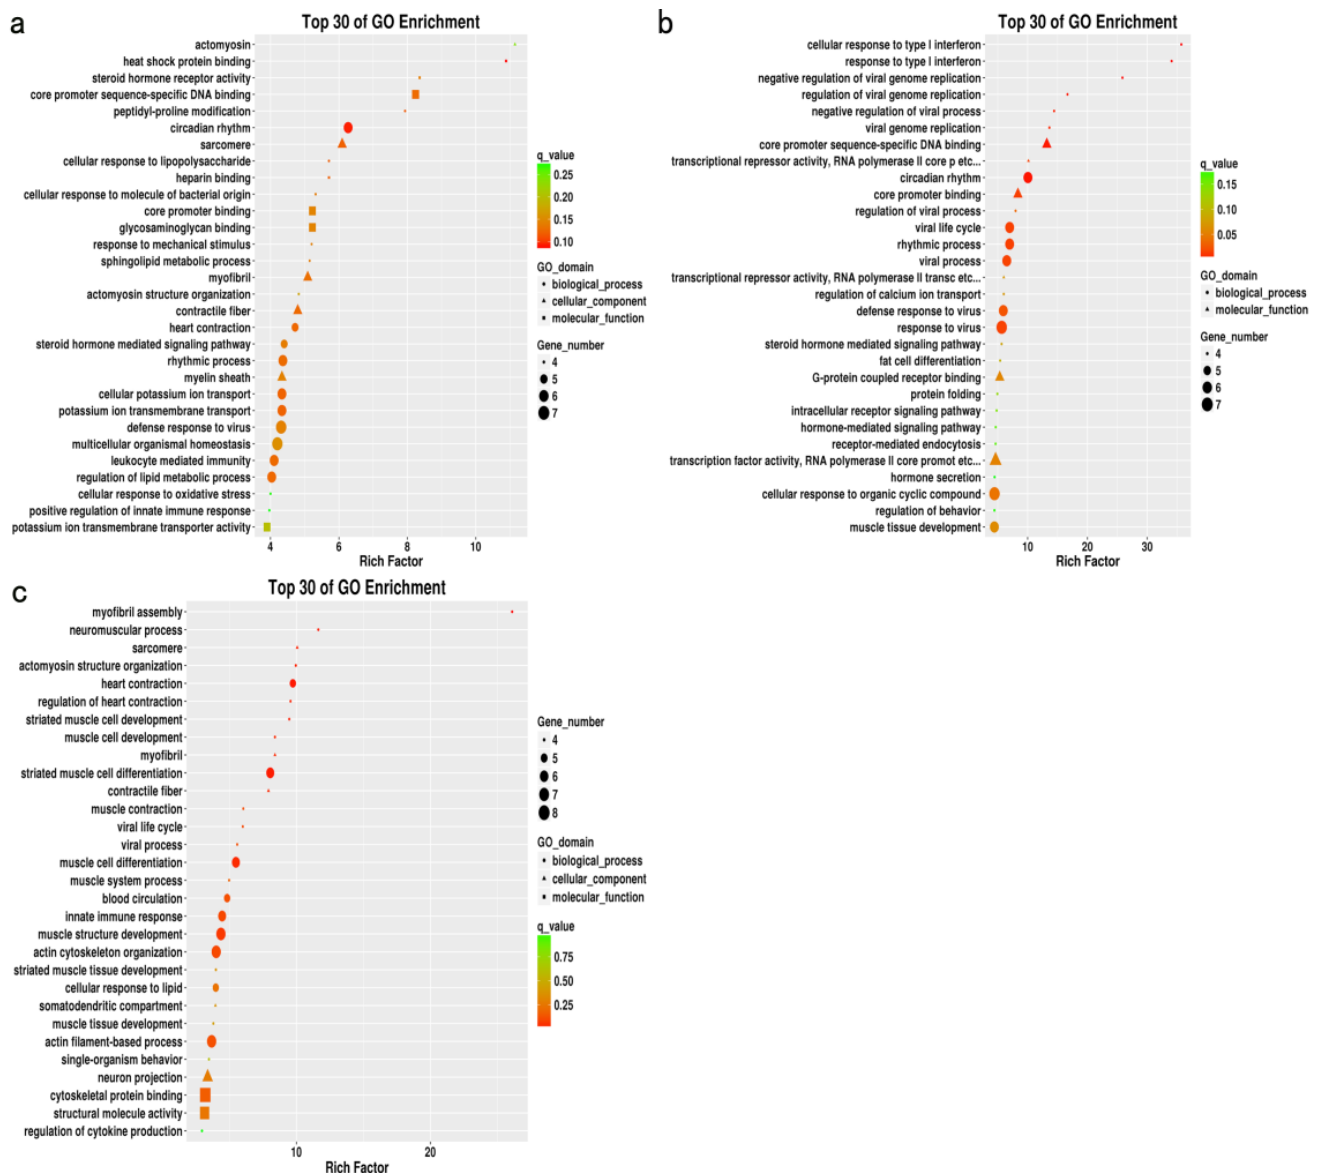 a
Top 30 of GO Enrichment
actomyosin
heat shock protein binding
steroid hormone receptor activity
core promoter sequence-specific DNA binding
peptidyl-proline modification
circadian rhythm
sarcomere
cellular response to lipopolysaccharide
heparin binding
cellular response to molecule of bacterial origin
core promoter binding
glycosaminoglycan binding
response to mechanical stimulus
sphingolipid metabolic process
myofibril
actomyosin structure organization
contractile fiber
heart contraction
steroid hormone mediated signaling pathway
rhythmic process
myelin sheath
cellular potassium ion transport
potassium ion transmembrane transport
defense response to virus
multicellular organismal homeostasis
leukocyte mediated immunity
regulation of lipid metabolic process
cellular response to oxidative stress
positive regulation of innate immune response
potassium ion transmembrane transporter activity
4 6 8 10
Rich Factor
q_value
0.25
0.20
0.15
0.10
GO_domain
biological_process
cellular_component
molecular_function
Gene_number
4
5
6
7
b
Top 30 of GO Enrichment
cellular response to type I interferon
response to type I interferon
negative regulation of viral genome replication
regulation of viral genome replication
negative regulation of viral process
viral genome replication
core promoter sequence-specific DNA binding
transcriptional repressor activity, RNA polymerase II core p etc...
circadian rhythm
core promoter binding
regulation of viral process
viral life cycle
rhythmic process
viral process
transcriptional repressor activity, RNA polymerase II transc etc...
regulation of calcium ion transport
defense response to virus
response to virus
steroid hormone mediated signaling pathway
fat cell differentiation
G-protein coupled receptor binding
protein folding
intracellular receptor signaling pathway
hormone-mediated signaling pathway
receptor-mediated endocytosis
transcription factor activity, RNA polymerase II core promot etc...
hormone secretion
cellular response to organic cyclic compound
regulation of behavior
muscle tissue development
10 20 30
Rich Factor
q_value
0.15
0.10
0.05
GO_domain
biological_process
molecular_function
Gene_number
4
5
6
7
c
Top 30 of GO Enrichment
myofibril assembly
neuromuscular process
sarcomere
actomyosin structure organization
heart contraction
regulation of heart contraction
striated muscle cell development
muscle cell development
myofibril
striated muscle cell differentiation
contractile fiber
muscle contraction
viral life cycle
viral process
muscle cell differentiation
muscle system process
blood circulation
innate immune response
muscle structure development
actin cytoskeleton organization
striated muscle tissue development
cellular response to lipid
somatodendritic compartment
muscle tissue development
actin filament-based process
single-organism behavior
neuron projection
cytoskeletal protein binding
structural molecule activity
regulation of cytokine production
10 20
Rich Factor
Gene_number
4
5
6
7
8
GO_domain
biological_process
cellular_component
molecular_function
q_value
0.75
0.50
0.25